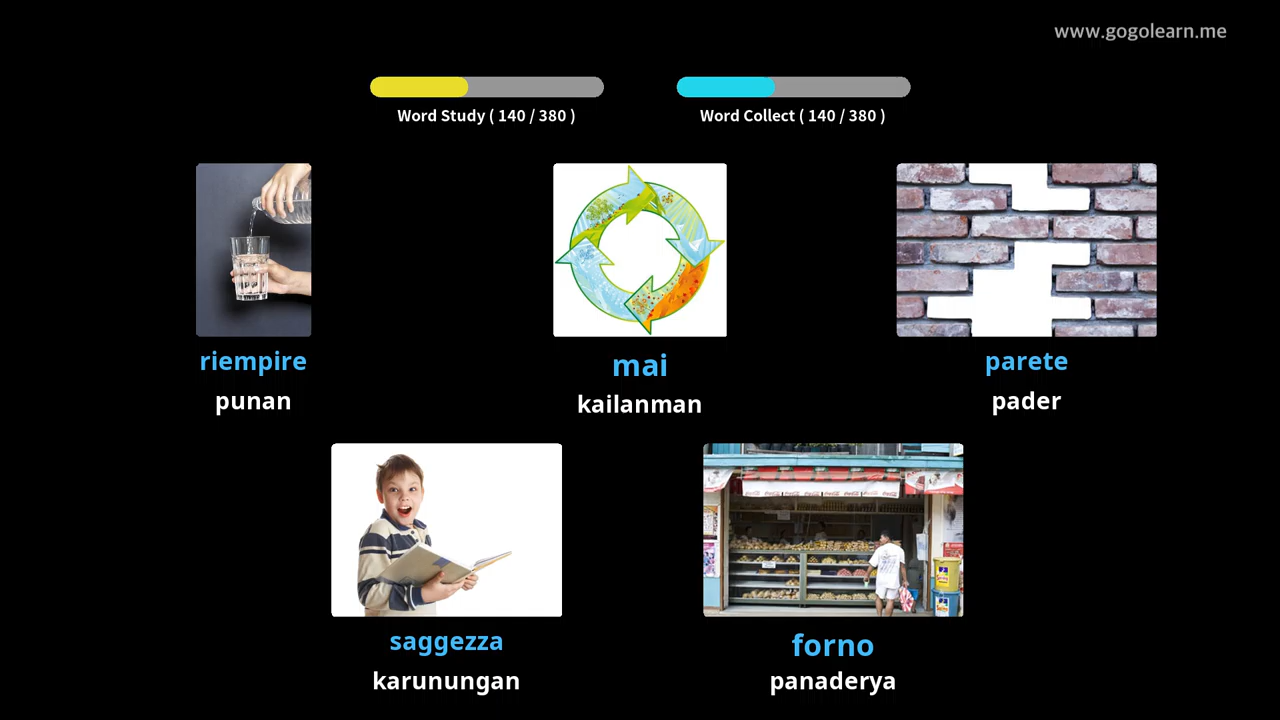 www.gogolearn.me
Word Study ( 140 / 380 )
Word Collect ( 140 / 380 )
riempire
punan
mai
kailanman
parete
pader
saggezza
karunungan
forno
panaderya